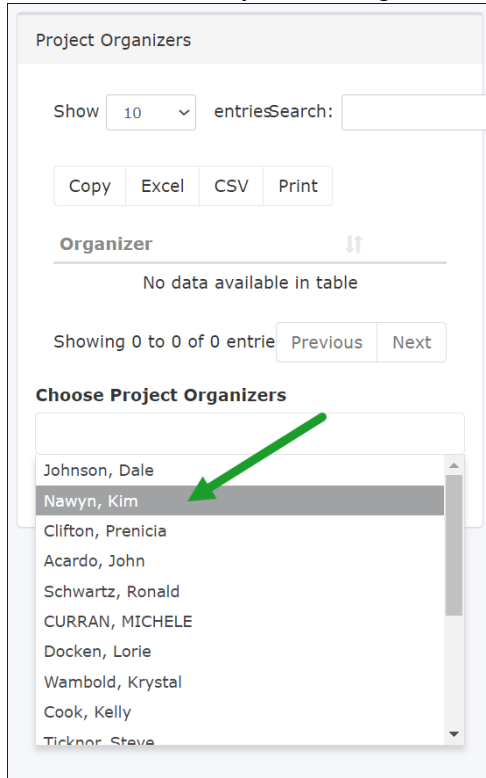 Project Organizers
Show 10 entries Search:
Copy Excel CSV Print
Organizer
No data available in table
Showing 0 to 0 of 0 entrie Previous Next
Choose Project Organizers
Johnson, Dale
Nawyn, Kim
Clifton, Prenicia
Acardo, John
Schwartz, Ronald
CURRAN, MICHELE
Docken, Lorie
Wambold, Krystal
Cook, Kelly
Ticknor, Steve